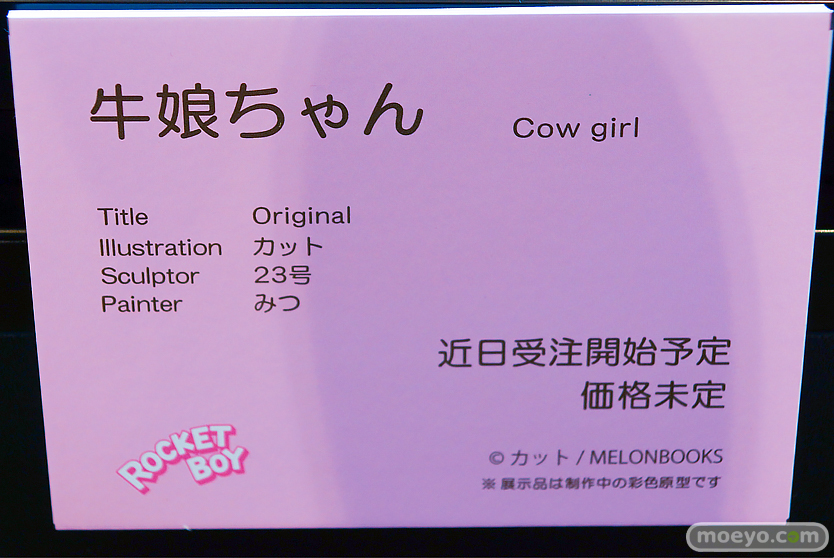 牛娘ちゃん Cow girl
Title Original
Illustration カット
Sculptor 23号
Painter みつ
近日受注開始予定
価格未定
ROCKET
BOY
© カット / MELONBOOKS
※ 展示品は制作中の彩色原型です
moeyo.com